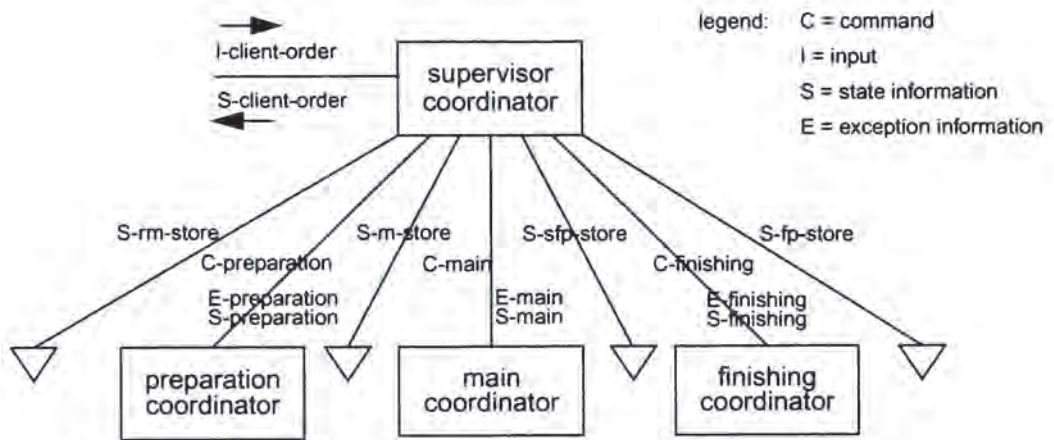 legend: C = command
I-client-order
I = input
supervisor
coordinator
S-client-order
S = state information
E = exception information
S-rm-store
S-m-store
S-sfp-store
S-fp-store
C-preparation
C-main
C-finishing
E-preparation
E-main
E-finishing
S-preparation
S-main
S-finishing
preparation
coordinator
main
coordinator
finishing
coordinator